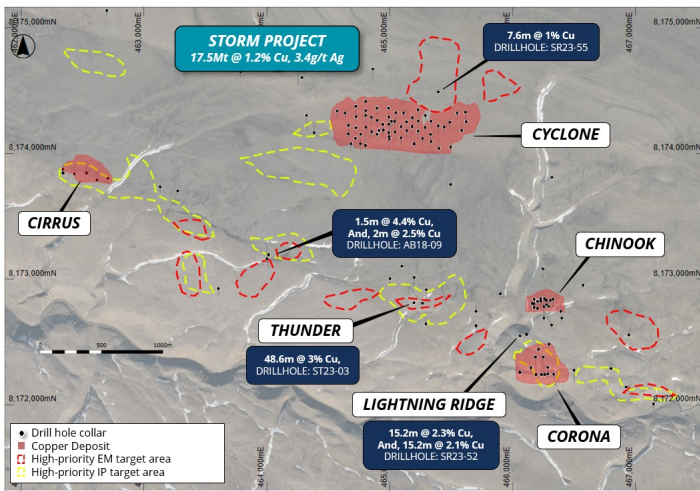 8,175,000mN
8,175,000mN
463,000mE
465,000mE
467,000mE
STORM PROJECT
17.5Mt @ 1.2% Cu, 3.4g/t Ag
7.6m @ 1% Cu
DRILLHOLE: SR23-55
CYCLONE
8,174,000mN
8,174,000mN
CIRRUS
1.5m @ 4.4% Cu,
And, 2m @ 2.5% Cu
DRILLHOLE: AB18-09
CHINOOK
8,173,000mN
8,173,000mN
THUNDER
48.6m @ 3% Cu,
DRILLHOLE: ST23-03
0
500
1000m
LIGHTNING RIDGE
15.2m @ 2.3% Cu,
And, 15.2m @ 2.1% Cu
DRILLHOLE: SR23-52
CORONA
8,172,000mN
8,172,000mN
Drill hole collar
Copper Deposit
High-priority EM target area
High-priority IP target area
464,000mE
466,000mE